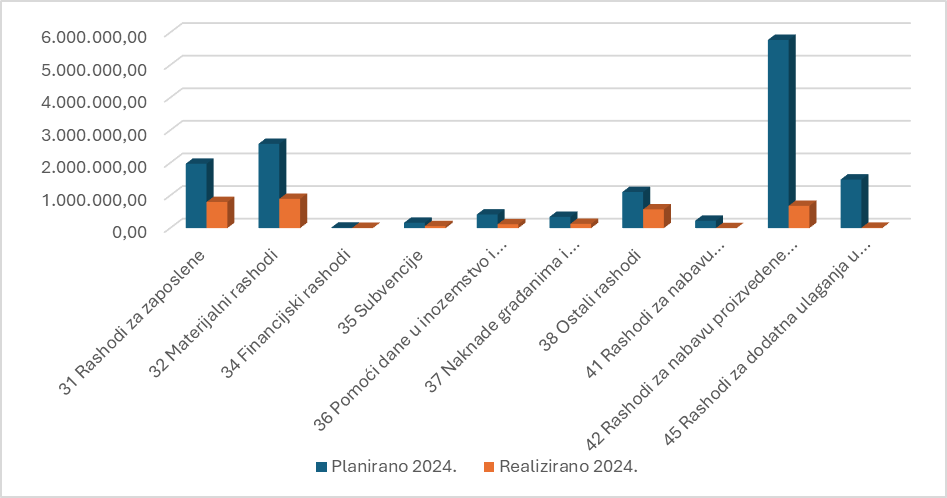 6.000.000,00
5.000.000,00
4.000.000,00
3.000.000,00
2.000.000,00
1.000.000,00
0,00
31 Rashodi za zaposlene
32 Materijalni rashodi
34 Financijski rashodi
35 Subvencije
36 Pomoći dane u inozemstvo i...
37 Naknade građanima i...
38 Ostali rashodi
41 Rashodi za nabavu...
42 Rashodi za nabavu proizvedene...
45 Rashodi za dodatna ulaganja u...
Planirano 2024.
Realizirano 2024.